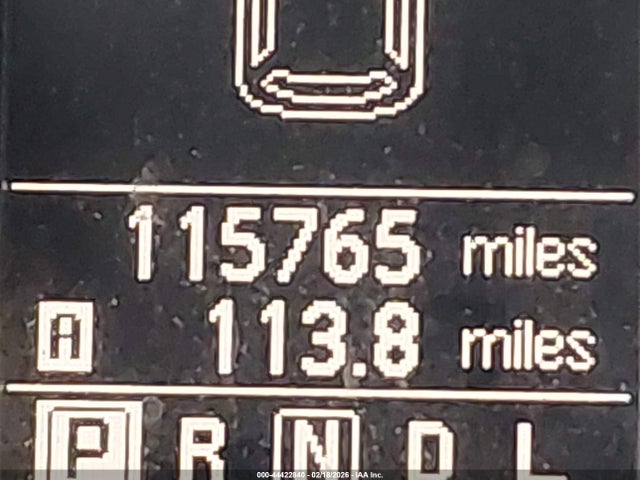 115765 miles
A 113.8 miles
P R N D L
000-44422840 - 02/18/2026 - IAA Inc.